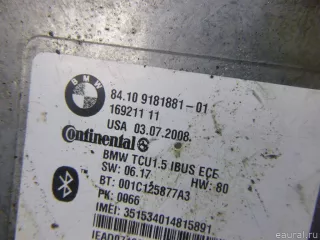 BMW
84.10 9181881-01
169211 11
USA 03.07.2008
Continental
BMW TCU1.5 IBUS ECE
SW: 06.17 HW: 80
BT: 001C125877A3
PK: 0066
IMEI: 351534014815891
eaural.ru